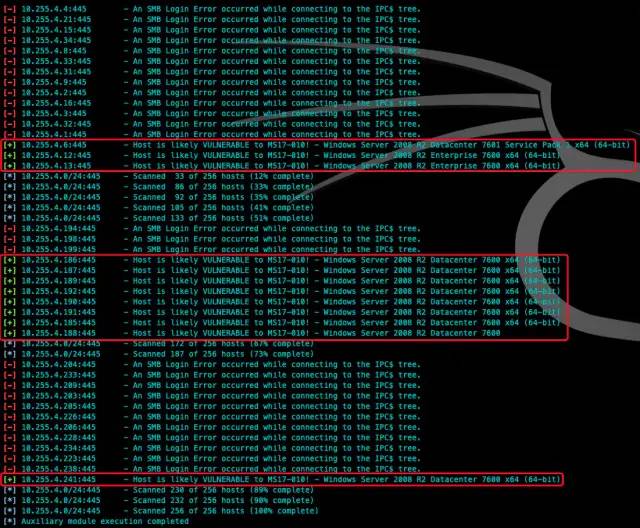 [-] 10.255.4.4:445 - An SMB Login Error occurred while connecting to the IPC$ tree.
[-] 10.255.4.21:445 - An SMB Login Error occurred while connecting to the IPC$ tree.
[-] 10.255.4.15:445 - An SMB Login Error occurred while connecting to the IPC$ tree.
[-] 10.255.4.34:445 - An SMB Login Error occurred while connecting to the IPC$ tree.
[-] 10.255.4.8:445 - An SMB Login Error occurred while connecting to the IPC$ tree.
[-] 10.255.4.33:445 - An SMB Login Error occurred while connecting to the IPC$ tree.
[-] 10.255.4.31:445 - An SMB Login Error occurred while connecting to the IPC$ tree.
[-] 10.255.4.9:445 - An SMB Login Error occurred while connecting to the IPC$ tree.
[-] 10.255.4.2:445 - An SMB Login Error occurred while connecting to the IPC$ tree.
[-] 10.255.4.16:445 - An SMB Login Error occurred while connecting to the IPC$ tree.
[-] 10.255.4.3:445 - An SMB Login Error occurred while connecting to the IPC$ tree.
[-] 10.255.4.32:445 - An SMB Login Error occurred while connecting to the IPC$ tree.
[-] 10.255.4.1:445 - An SMB Login Error occurred while connecting to the IPC$ tree.
[+] 10.255.4.6:445 - Host is likely VULNERABLE to MS17-010! - Windows Server 2008 R2 Datacenter 7601 Service Pack 1 x64 (64-bit)
[+] 10.255.4.12:445 - Host is likely VULNERABLE to MS17-010! - Windows Server 2008 R2 Enterprise 7600 x64 (64-bit)
[+] 10.255.4.13:445 - Host is likely VULNERABLE to MS17-010! - Windows Server 2008 R2 Enterprise 7600 x64 (64-bit)
[*] 10.255.4.0/24:445 - Scanned 33 of 256 hosts (12% complete)
[*] 10.255.4.0/24:445 - Scanned 86 of 256 hosts (33% complete)
[*] 10.255.4.0/24:445 - Scanned 92 of 256 hosts (35% complete)
[*] 10.255.4.0/24:445 - Scanned 105 of 256 hosts (41% complete)
[*] 10.255.4.0/24:445 - Scanned 133 of 256 hosts (51% complete)
[-] 10.255.4.194:445 - An SMB Login Error occurred while connecting to the IPC$ tree.
[-] 10.255.4.198:445 - An SMB Login Error occurred while connecting to the IPC$ tree.
[-] 10.255.4.199:445 - An SMB Login Error occurred while connecting to the IPC$ tree.
[+] 10.255.4.186:445 - Host is likely VULNERABLE to MS17-010! - Windows Server 2008 R2 Datacenter 7600 x64 (64-bit)
[+] 10.255.4.187:445 - Host is likely VULNERABLE to MS17-010! - Windows Server 2008 R2 Datacenter 7600 x64 (64-bit)
[+] 10.255.4.189:445 - Host is likely VULNERABLE to MS17-010! - Windows Server 2008 R2 Datacenter 7600 x64 (64-bit)
[+] 10.255.4.192:445 - Host is likely VULNERABLE to MS17-010! - Windows Server 2008 R2 Datacenter 7600 x64 (64-bit)
[+] 10.255.4.190:445 - Host is likely VULNERABLE to MS17-010! - Windows Server 2008 R2 Datacenter 7600 x64 (64-bit)
[+] 10.255.4.191:445 - Host is likely VULNERABLE to MS17-010! - Windows Server 2008 R2 Datacenter 7600 x64 (64-bit)
[+] 10.255.4.185:445 - Host is likely VULNERABLE to MS17-010! - Windows Server 2008 R2 Datacenter 7600 x64 (64-bit)
[+] 10.255.4.188:445 - Host is likely VULNERABLE to MS17-010! - Windows Server 2008 R2 Datacenter 7600
[*] 10.255.4.0/24:445 - Scanned 172 of 256 hosts (67% complete)
[*] 10.255.4.0/24:445 - Scanned 187 of 256 hosts (73% complete)
[-] 10.255.4.204:445 - An SMB Login Error occurred while connecting to the IPC$ tree.
[-] 10.255.4.233:445 - An SMB Login Error occurred while connecting to the IPC$ tree.
[-] 10.255.4.209:445 - An SMB Login Error occurred while connecting to the IPC$ tree.
[-] 10.255.4.203:445 - An SMB Login Error occurred while connecting to the IPC$ tree.
[-] 10.255.4.205:445 - An SMB Login Error occurred while connecting to the IPC$ tree.
[-] 10.255.4.226:445 - An SMB Login Error occurred while connecting to the IPC$ tree.
[-] 10.255.4.206:445 - An SMB Login Error occurred while connecting to the IPC$ tree.
[-] 10.255.4.228:445 - An SMB Login Error occurred while connecting to the IPC$ tree.
[-] 10.255.4.234:445 - An SMB Login Error occurred while connecting to the IPC$ tree.
[-] 10.255.4.223:445 - An SMB Login Error occurred while connecting to the IPC$ tree.
[-] 10.255.4.238:445 - An SMB Login Error occurred while connecting to the IPC$ tree.
[+] 10.255.4.241:445 - Host is likely VULNERABLE to MS17-010! - Windows Server 2008 R2 Datacenter 7600 x64 (64-bit)
[*] 10.255.4.0/24:445 - Scanned 230 of 256 hosts (89% complete)
[*] 10.255.4.0/24:445 - Scanned 232 of 256 hosts (90% complete)
[*] 10.255.4.0/24:445 - Scanned 256 of 256 hosts (100% complete)
[*] Auxiliary module execution completed